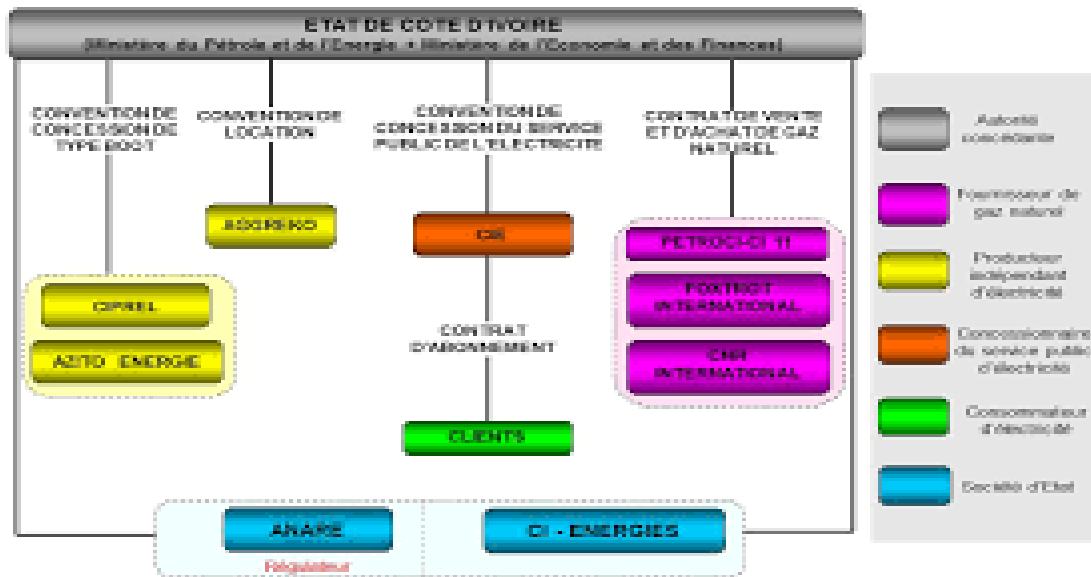 ETAT DE COTE D'IVOIRE
(Ministère du Pétrole et de l'Energie + Ministère de l'Economie et des Finances)
CONVENTION DE
CONCESSION DE
TYPE BOOT
CONVENTION DE
LOCATION
CONVENTION DE
CONCESSION DU SERVICE
PUBLIC DE L'ELECTRICITE
CONTRAT DE VENTE
ET D'ACHAT DE GAZ
NATUREL
AGGREKO
CIE
PETROCI-CI 11
FOXTROT
INTERNATIONAL
CNR
INTERNATIONAL
CIPREL
AZITO ENERGIE
CONTRAT
D'ABONNEMENT
CLIENTS
ANARE
Régulateur
CI - ENERGIES
Autorité
concédante
Fournisseur de
gaz naturel
Producteur
indépendant
d'électricité
Concessionnaire
du service public
d'électricité
Consommateur
d'électricité
Société d'Etat